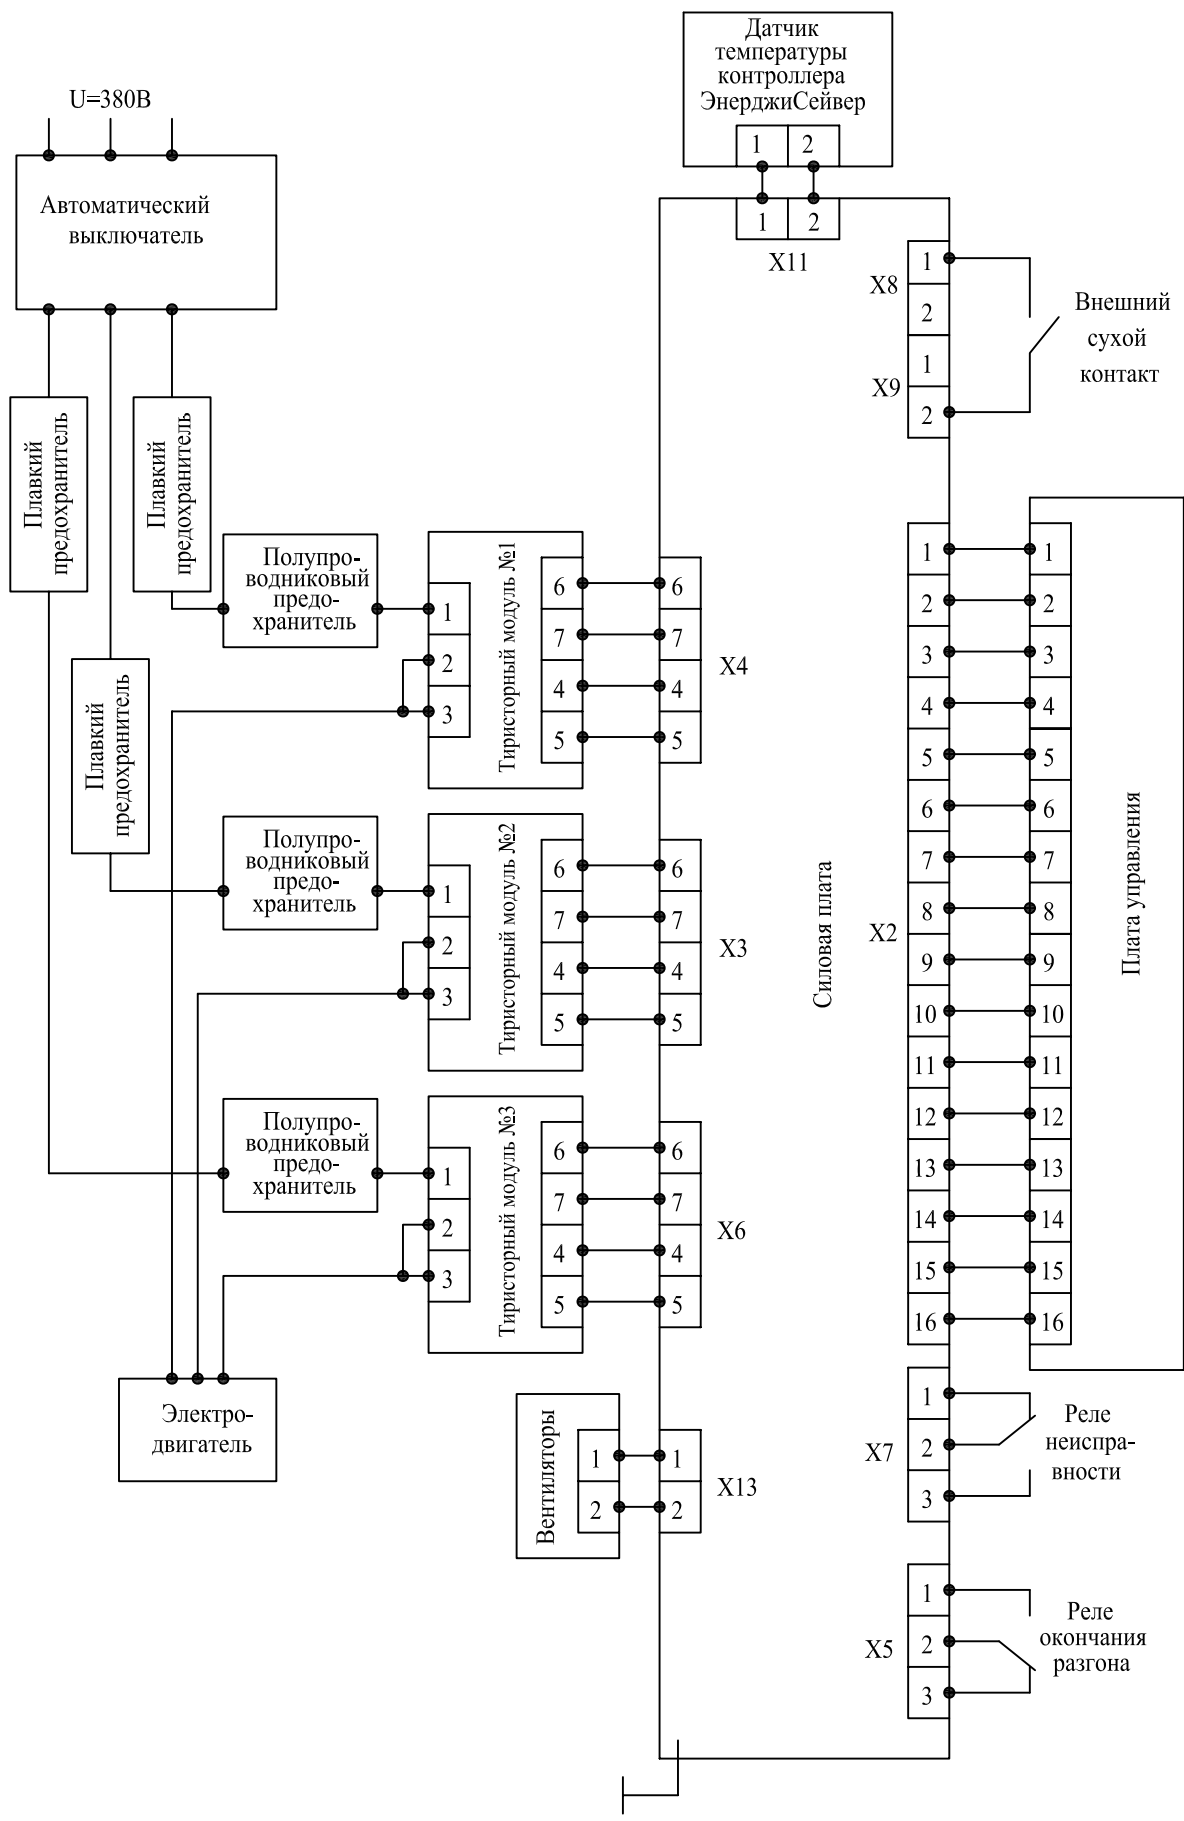 Датчик
температуры
контроллера
ЭнерджиСейвер
1 2
1 2
X11
U=380В
Автоматический
выключатель
Плавкий
предохранитель
Плавкий
предохранитель
Плавкий
предохранитель
Полупро-
водниковый
предо-
хранитель
1
2
3
Тиристорный модуль №1
6
7
4
5
6
7
4
5
X4
Полупро-
водниковый
предо-
хранитель
1
2
3
Тиристорный модуль №2
6
7
4
5
6
7
4
5
X3
Полупро-
водниковый
предо-
хранитель
1
2
3
Тиристорный модуль №3
6
7
4
5
6
7
4
5
X6
Электро-
двигатель
Вентиляторы
1
2
1
2
X13
Силовая плата
X8
1
2
X9
1
2
Внешний
сухой
контакт
X2
1
2
3
4
5
6
7
8
9
10
11
12
13
14
15
16
1
2
3
4
5
6
7
8
9
10
11
12
13
14
15
16
Плата управления
X7
1
2
3
Реле
неиспра-
вности
X5
1
2
3
Реле
окончания
разгона